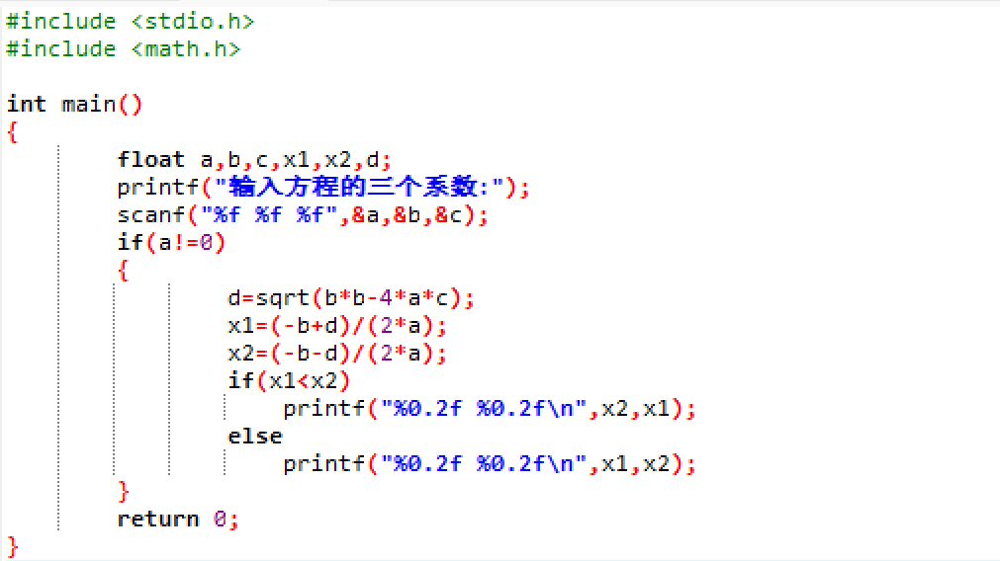 #include <stdio.h>
#include <math.h>
int main()
{
float a,b,c,x1,x2,d;
printf("输入方程的三个系数:");
scanf("%f %f %f",&a,&b,&c);
if(a!=0)
{
d=sqrt(b*b-4*a*c);
x1=(-b+d)/(2*a);
x2=(-b-d)/(2*a);
if(x1<x2)
printf("%0.2f %0.2f\n",x2,x1);
else
printf("%0.2f %0.2f\n",x1,x2);
}
return 0;
}